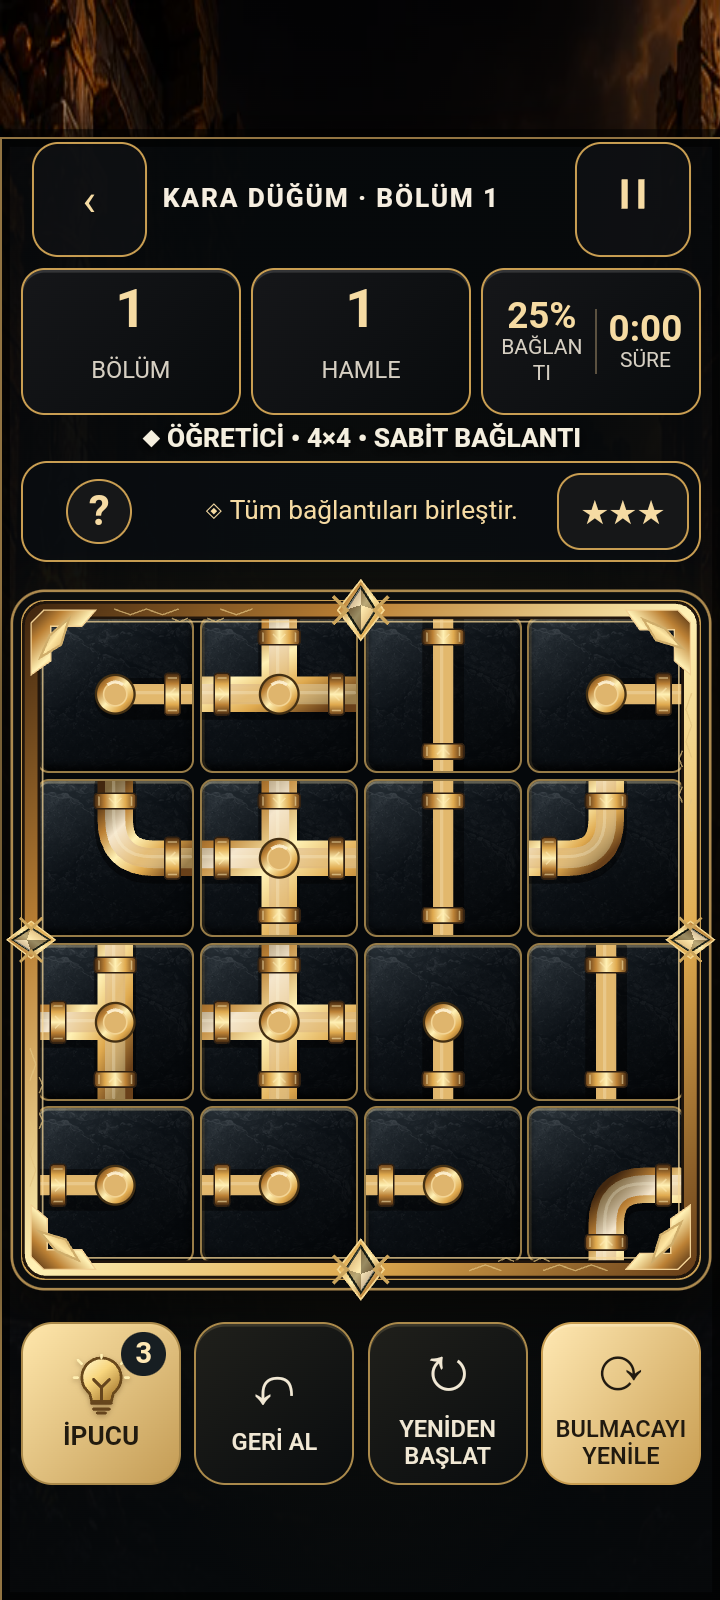 ‹
KARA DÜĞÜM · BÖLÜM 1
1
BÖLÜM
1
HAMLE
25%
BAĞLAN
TI
0:00
SÜRE
◆ ÖĞRETİCİ • 4×4 • SABİT BAĞLANTI
?
◈ Tüm bağlantıları birleştir.
★★★
3
İPUCU
GERİ AL
YENİDEN
BAŞLAT
BULMACAYI
YENİLE